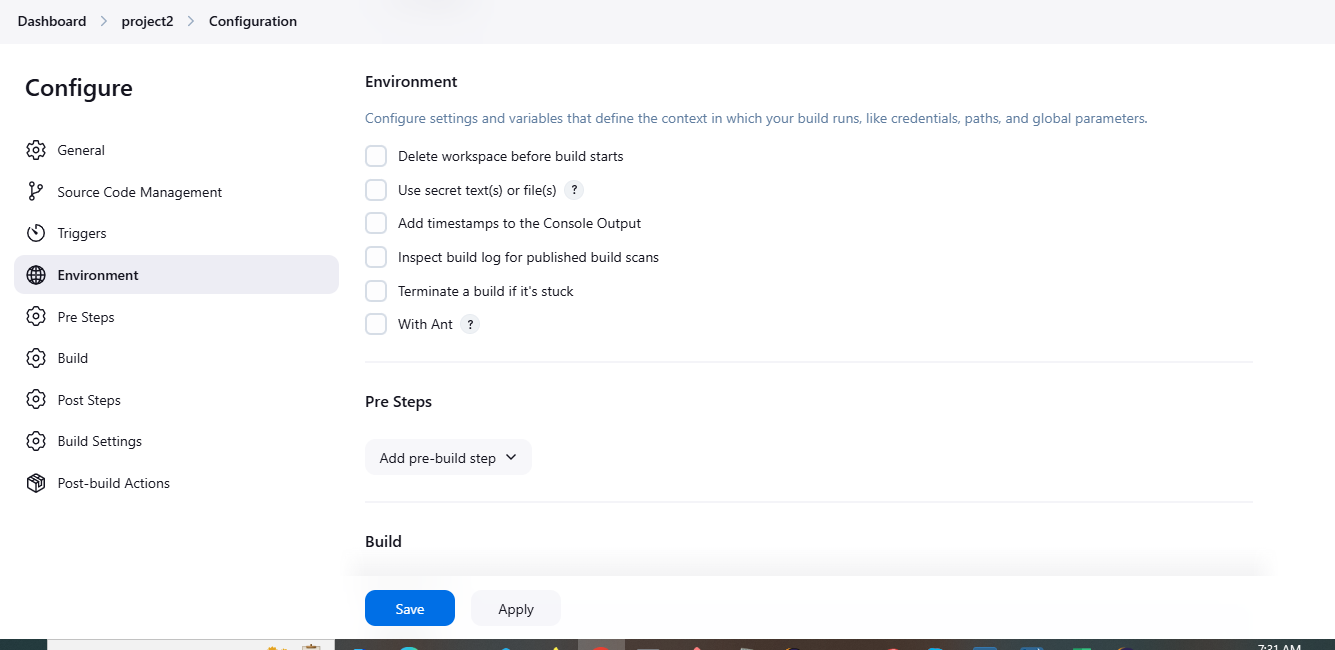 Dashboard > project2 > Configuration
Configure
General
Source Code Management
Triggers
Environment
Pre Steps
Build
Post Steps
Build Settings
Post-build Actions
Environment
Configure settings and variables that define the context in which your build runs, like credentials, paths, and global parameters.
Delete workspace before build starts
Use secret text(s) or file(s) ?
Add timestamps to the Console Output
Inspect build log for published build scans
Terminate a build if it's stuck
With Ant ?
Pre Steps
Add pre-build step
Build
Save
Apply
7:31 AM